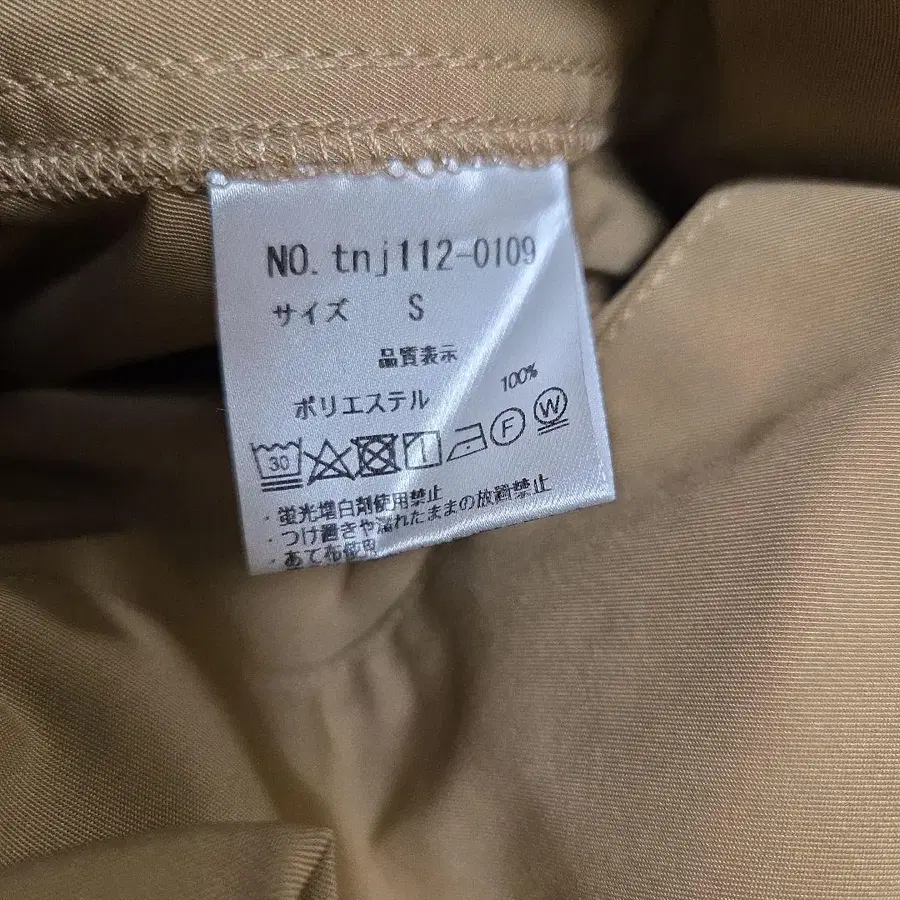 NO. tnj112-0109
サイズ S
品質表示
ポリエステル 100%
30 F W
・蛍光増白剤使用禁止
・つけ置きや濡れたままの放置禁止
・あて布使用